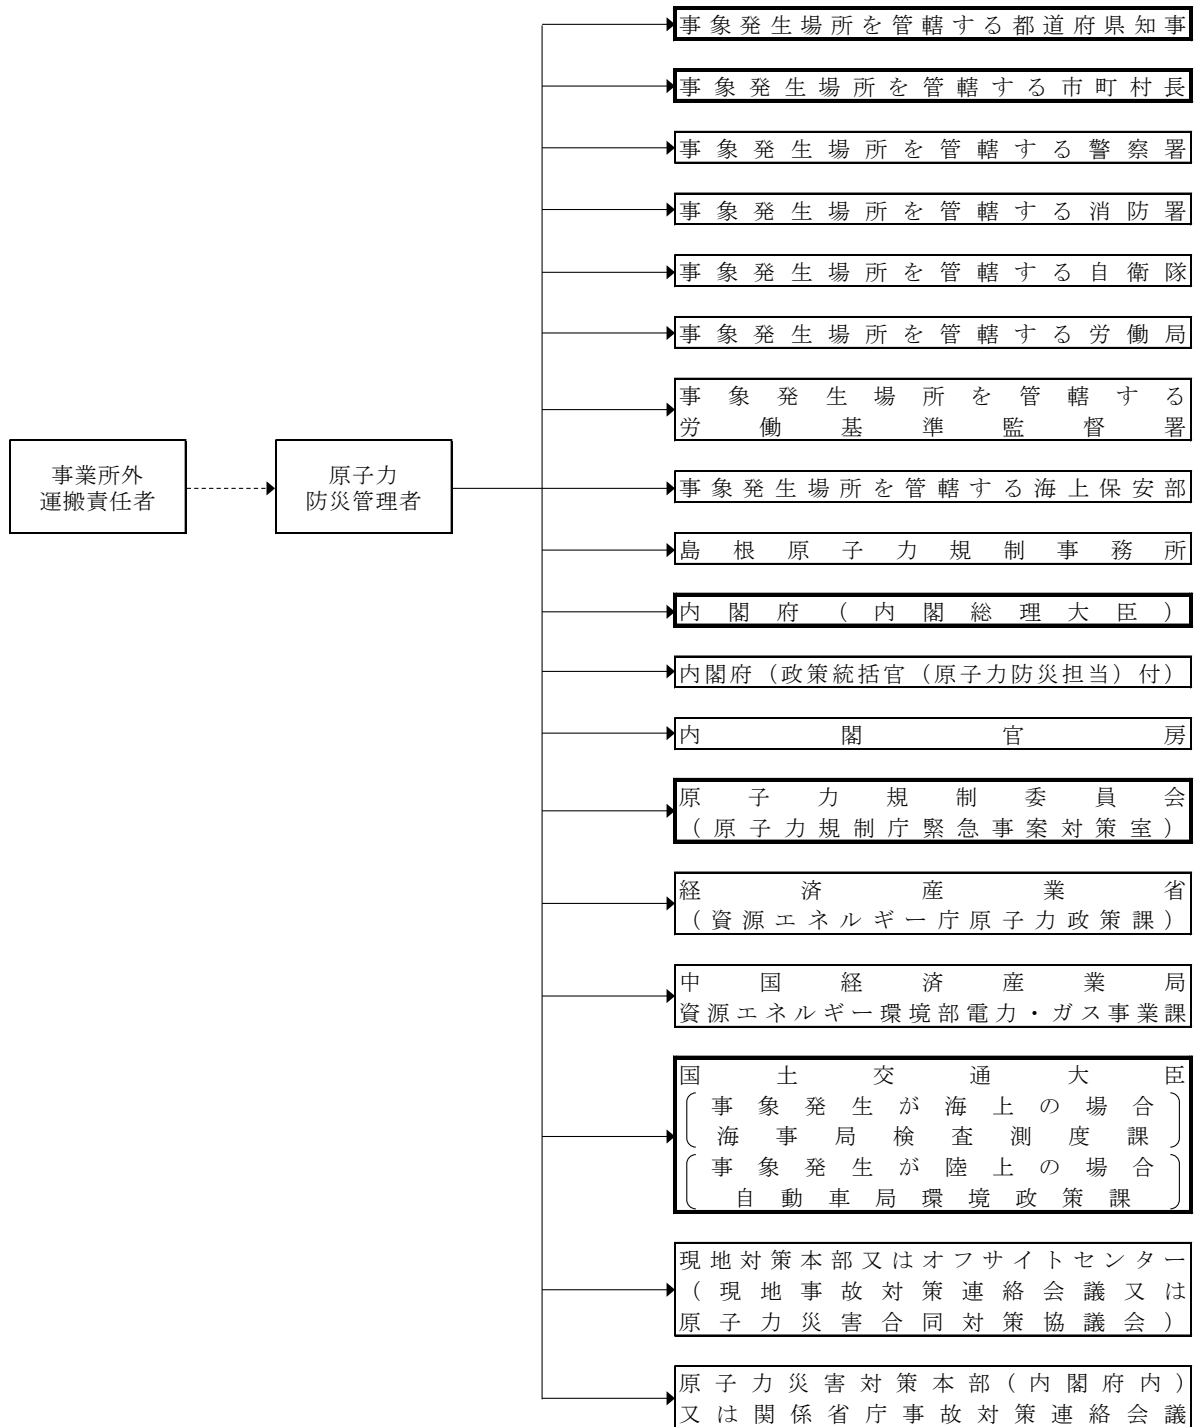 事象発生場所を管轄する都道府県知事
事象発生場所を管轄する市町村長
事象発生場所を管轄する警察署
事象発生場所を管轄する消防署
事象発生場所を管轄する自衛隊
事象発生場所を管轄する労働局
事象発生場所を管轄する
労働基準監督署
事業所外
運搬責任者
原子力
防災管理者
事象発生場所を管轄する海上保安部
島根原子力規制事務所
内閣府（内閣総理大臣）
内閣府（政策統括官（原子力防災担当）付）
内閣官房
原子力規制委員会
（原子力規制庁緊急事案対策室）
経済産業省
（資源エネルギー庁原子力政策課）
中国経済産業局
資源エネルギー環境部電力・ガス事業課
国土交通大臣
事象発生が海上の場合
海事局検査測度課
事象発生が陸上の場合
自動車局環境政策課
現地対策本部又はオフサイトセンター
（現地事故対策連絡会議又は
原子力災害合同対策協議会）
原子力災害対策本部（内閣府内）
又は関係省庁事故対策連絡会議